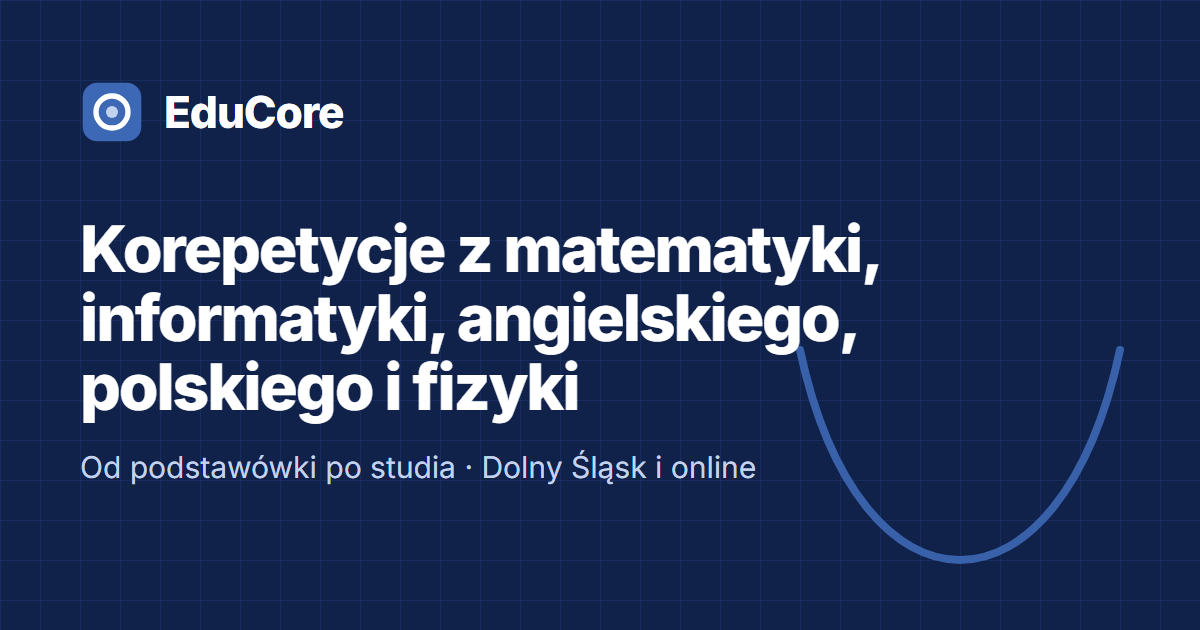 EduCore
Korepetycje z matematyki,
informatyki, angielskiego,
polskiego i fizyki
Od podstawówki po studia · Dolny Śląsk i online